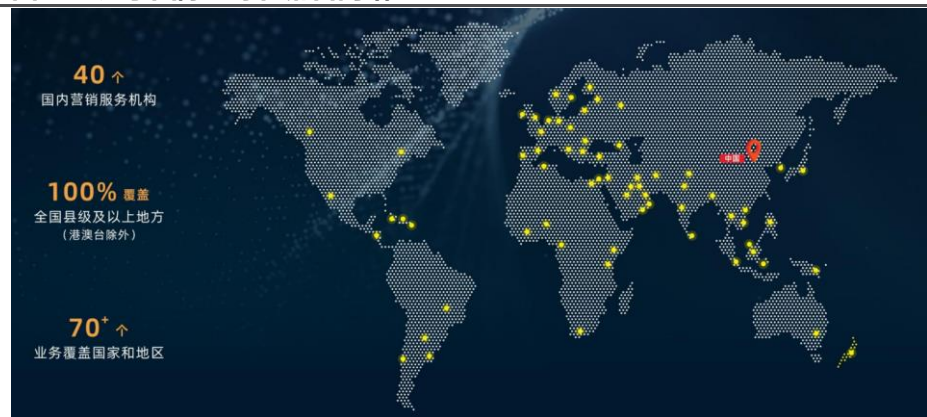 40 个
国内营销服务机构
100% 覆盖
全国县级及以上地方
（港澳台除外）
70+ 个
业务覆盖国家和地区
中国